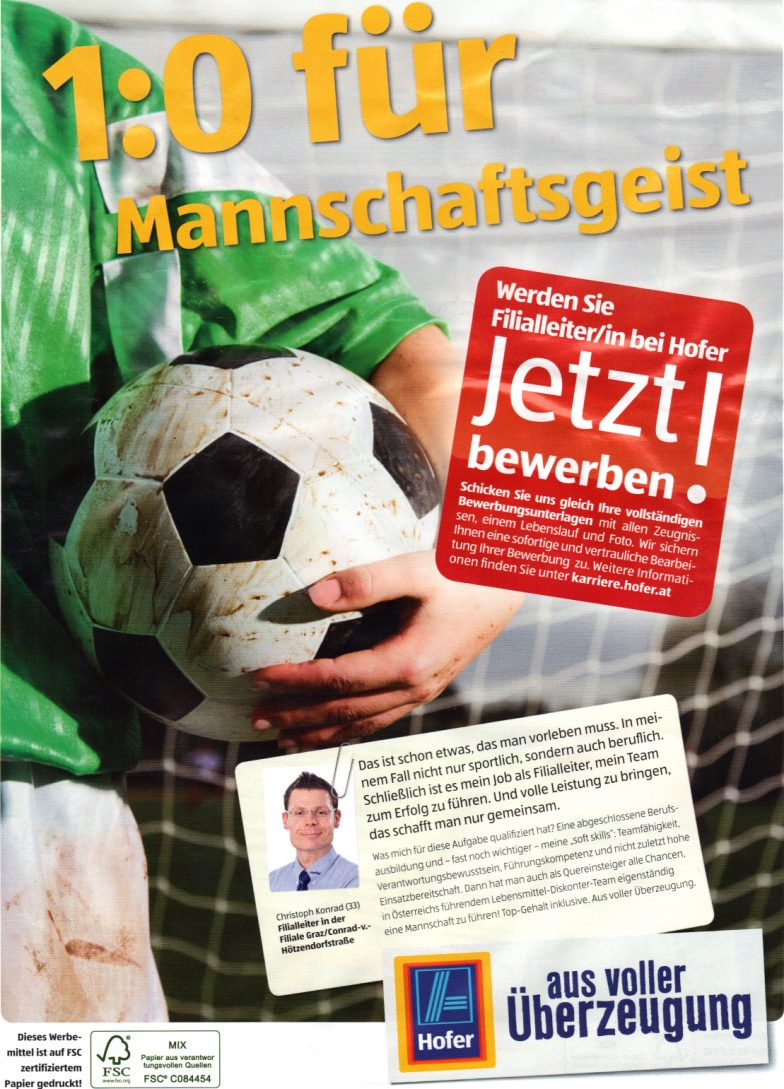 1:0 für
Mannschaftsgeist
Werden Sie
Filialleiter/in bei Hofer
Jetzt!
bewerben
Schicken Sie uns gleich Ihre vollständigen
Bewerbungsunterlagen mit allen Zeugnis-
sen, einem Lebenslauf und Foto. Wir sichern
Ihnen eine sofortige und vertrauliche Bearbei-
tung Ihrer Bewerbung zu. Weitere Informati-
onen finden Sie unter karriere.hofer.at
Das ist schon etwas, das man vorleben muss. In mei-
nem Fall nicht nur sportlich, sondern auch beruflich.
Schließlich ist es mein Job als Filialleiter, mein Team
zum Erfolg zu führen. Und volle Leistung zu bringen,
das schafft man nur gemeinsam.
Was mich für diese Aufgabe qualifiziert hat? Eine abgeschlossene Berufs-
ausbildung und – fast noch wichtiger – meine „soft skills“: Teamfähigkeit,
Verantwortungsbewusstsein, Führungskompetenz und nicht zuletzt hohe
Einsatzbereitschaft. Dann hat man auch als Quereinsteiger alle Chancen,
in Österreichs führendem Lebensmittel-Diskonter-Team eigenständig
eine Mannschaft zu führen! Top-Gehalt inklusive. Aus voller Überzeugung.
Christoph Konrad (33)
Filialleiter in der
Filiale Graz/Conrad-v.-
Hötzendorfstraße
Hofer
aus voller
Überzeugung
Dieses Werbe-
mittel ist auf FSC
zertifiziertem
Papier gedruckt!
FSC
www.fsc.org
MIX
Papier aus verantwor
tungsvollen Quellen
FSC® C084454